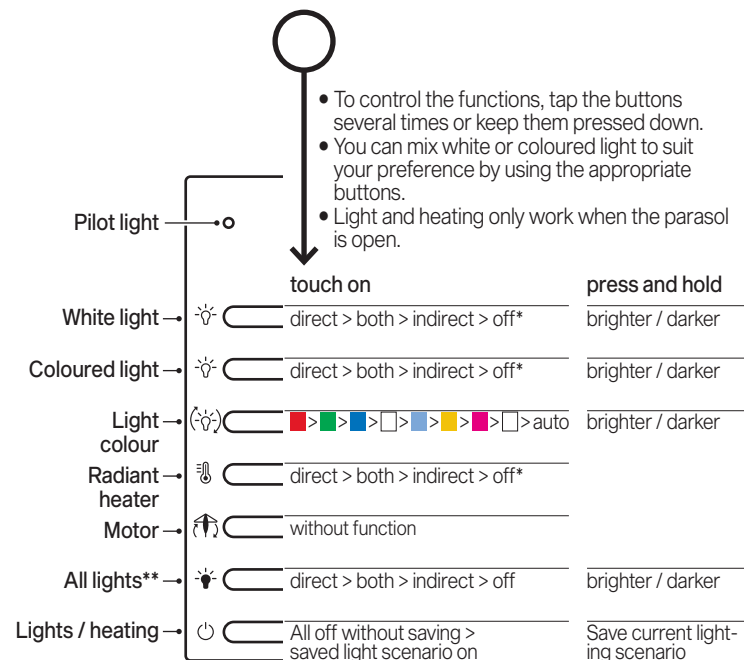 • To control the functions, tap the buttons
several times or keep them pressed down.
• You can mix white or coloured light to suit
your preference by using the appropriate
buttons.
• Light and heating only work when the parasol
is open.
Pilot light
touch on press and hold
White light direct > both > indirect > off* brighter / darker
Coloured light direct > both > indirect > off* brighter / darker
Light
colour > > > > > > > > auto brighter / darker
Radiant
heater direct > both > indirect > off*
Motor without function
All lights** direct > both > indirect > off brighter / darker
Lights / heating All off without saving > Save current light-
saved light scenario on ing scenario